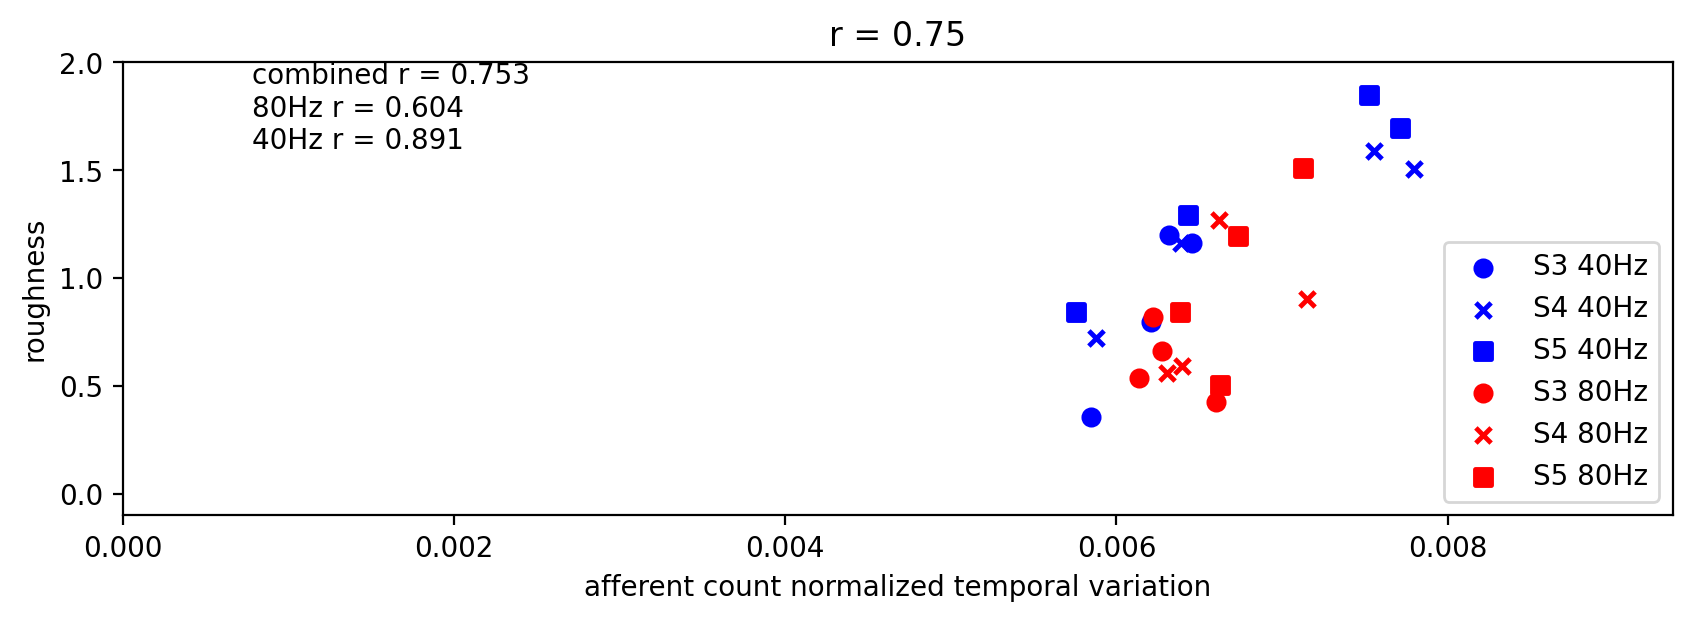 r = 0.75
combined r = 0.753
80Hz r = 0.604
40Hz r = 0.891
2.0
1.5
1.0
0.5
0.0
roughness
S3 40Hz
S4 40Hz
S5 40Hz
S3 80Hz
S4 80Hz
S5 80Hz
0.000 0.002 0.004 0.006 0.008
afferent count normalized temporal variation